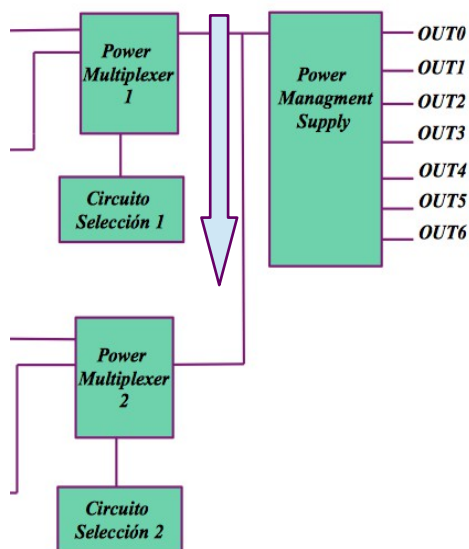 Power
Multiplexer
1
Circuito
Selección 1
Power
Managment
Supply
OUT0
OUT1
OUT2
OUT3
OUT4
OUT5
OUT6
Power
Multiplexer
2
Circuito
Selección 2